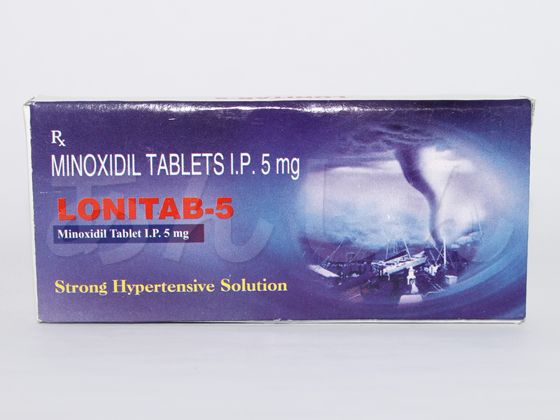 Rx
MINOXIDIL TABLETS I.P. 5 mg
LONITAB-5
Minoxidil Tablet I.P. 5 mg
Strong Hypertensive Solution